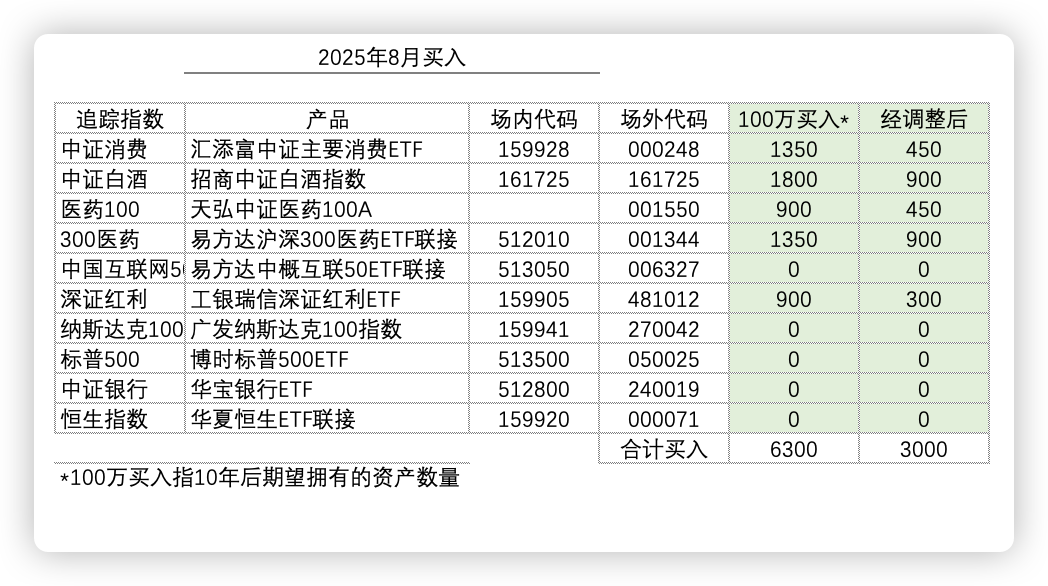 2025年8月买入
追踪指数 产品 场内代码 场外代码 100万买入* 经调整后
中证消费 汇添富中证主要消费ETF 159928 000248 1350 450
中证白酒 招商中证白酒指数 161725 161725 1800 900
医药100 天弘中证医药100A 001550 900 450
300医药 易方达沪深300医药ETF联接 512010 001344 1350 900
中国互联网5 易方达中概互联50ETF联接 513050 006327 0 0
深证红利 工银瑞信深证红利ETF 159905 481012 900 300
纳斯达克100 广发纳斯达克100指数 159941 270042 0 0
标普500 博时标普500ETF 513500 050025 0 0
中证银行 华宝银行ETF 512800 240019 0 0
恒生指数 华夏恒生ETF联接 159920 000071 0 0
合计买入 6300 3000
*100万买入指10年后期望拥有的资产数量